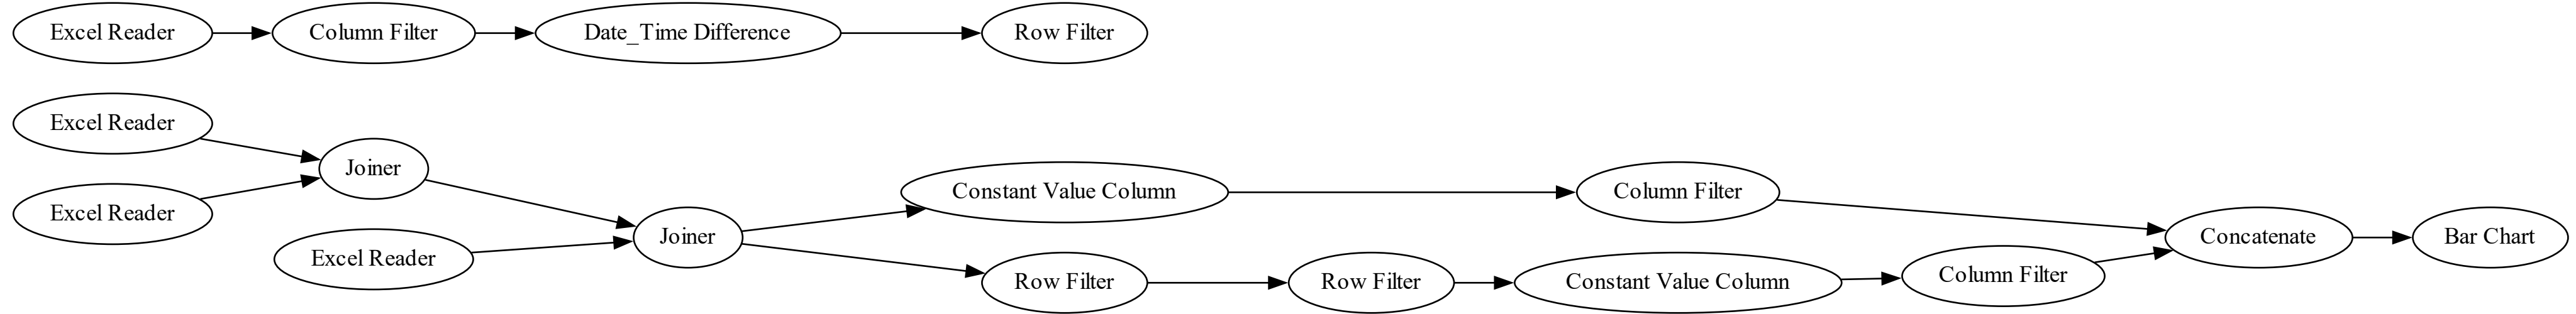 Excel Reader
Column Filter
Date_Time Difference
Row Filter
Excel Reader
Excel Reader
Joiner
Excel Reader
Joiner
Constant Value Column
Column Filter
Row Filter
Row Filter
Constant Value Column
Column Filter
Concatenate
Bar Chart